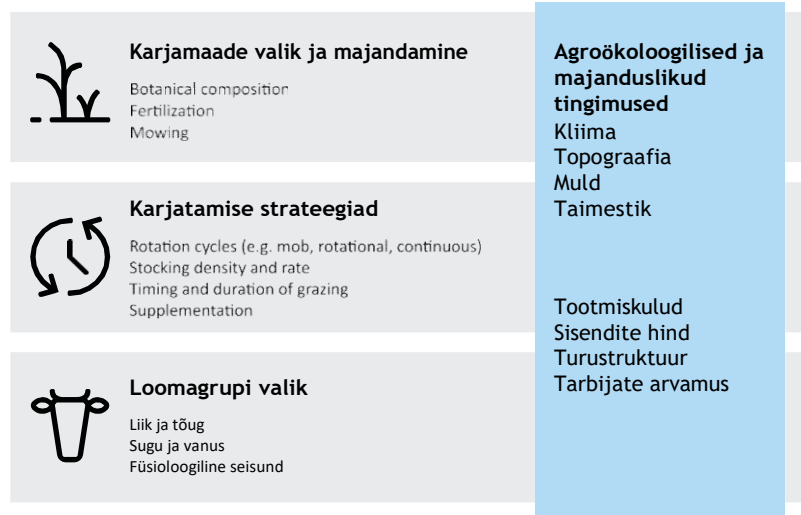 Karjamaade valik ja majandamine
Botanical composition
Fertilization
Mowing
Karjatamise strateegiad
Rotation cycles (e.g. mob, rotational, continuous)
Stocking density and rate
Timing and duration of grazing
Supplementation
Loomagrupi valik
Liik ja tõug
Sugu ja vanus
Füsioloogiline seisund
Agroökoloogilised ja
majanduslikud
tingimused
Kliima
Topograafia
Muld
Taimestik
Tootmiskulud
Sisendite hind
Turustruktuur
Tarbijate arvamus